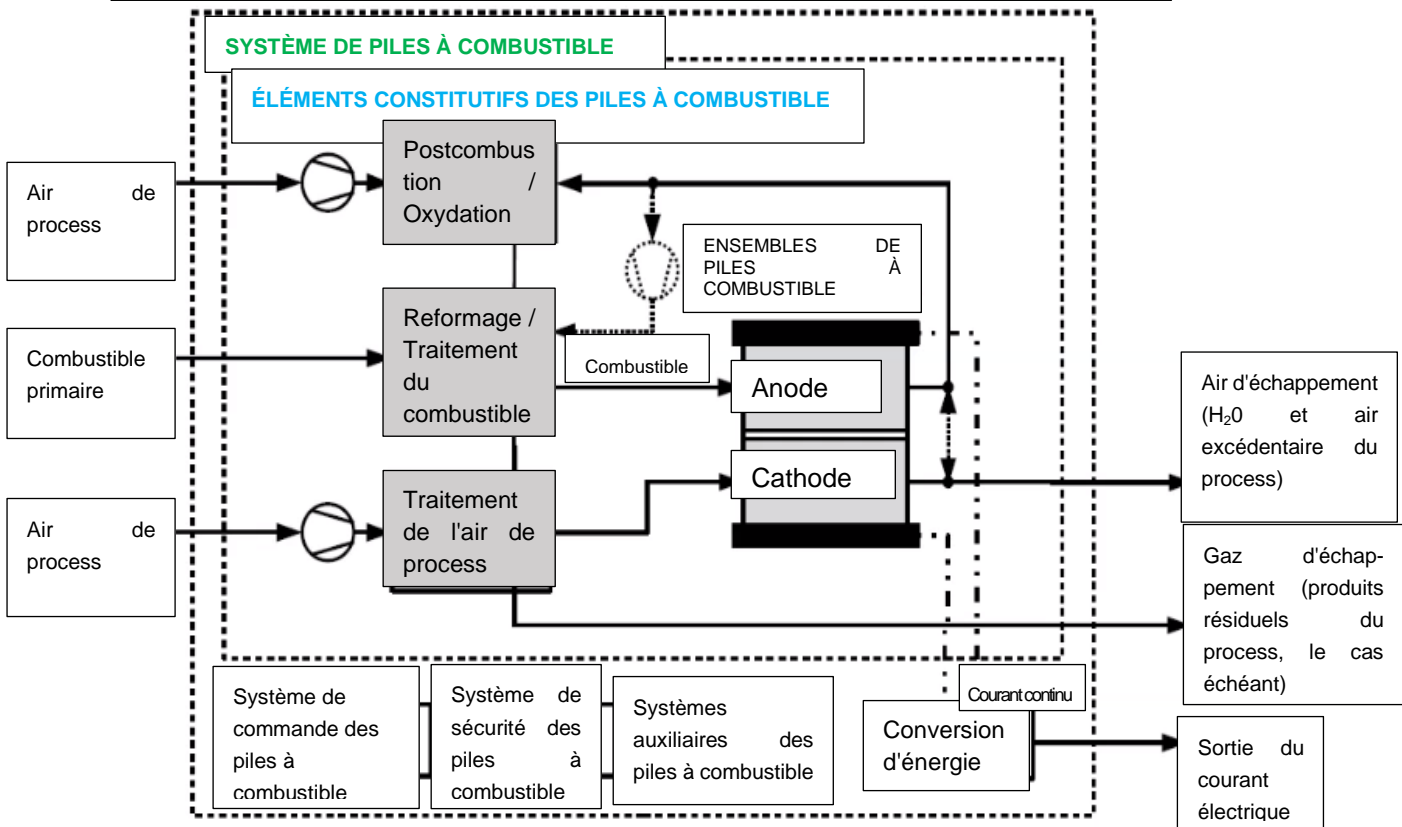 SYSTÈME DE PILES À COMBUSTIBLE
ÉLÉMENTS CONSTITUTIFS DES PILES À COMBUSTIBLE
Air de
process
Postcombus
tion /
Oxydation
ENSEMBLES DE
PILES À
COMBUSTIBLE
Combustible
primaire
Reformage /
Traitement
du
combustible
Combustible
Anode
Cathode
Air d'échappement
(H₂0 et air
excédentaire du
process)
Air de
process
Traitement
de l'air de
process
Gaz d'échap-
pement (produits
résiduels du
process, le cas
échéant)
Système de
commande des
piles à
combustible
Système de
sécurité des
piles à
combustible
Systèmes
auxiliaires des
piles à combustible
Courant continu
Conversion
d'énergie
Sortie du
courant
électrique